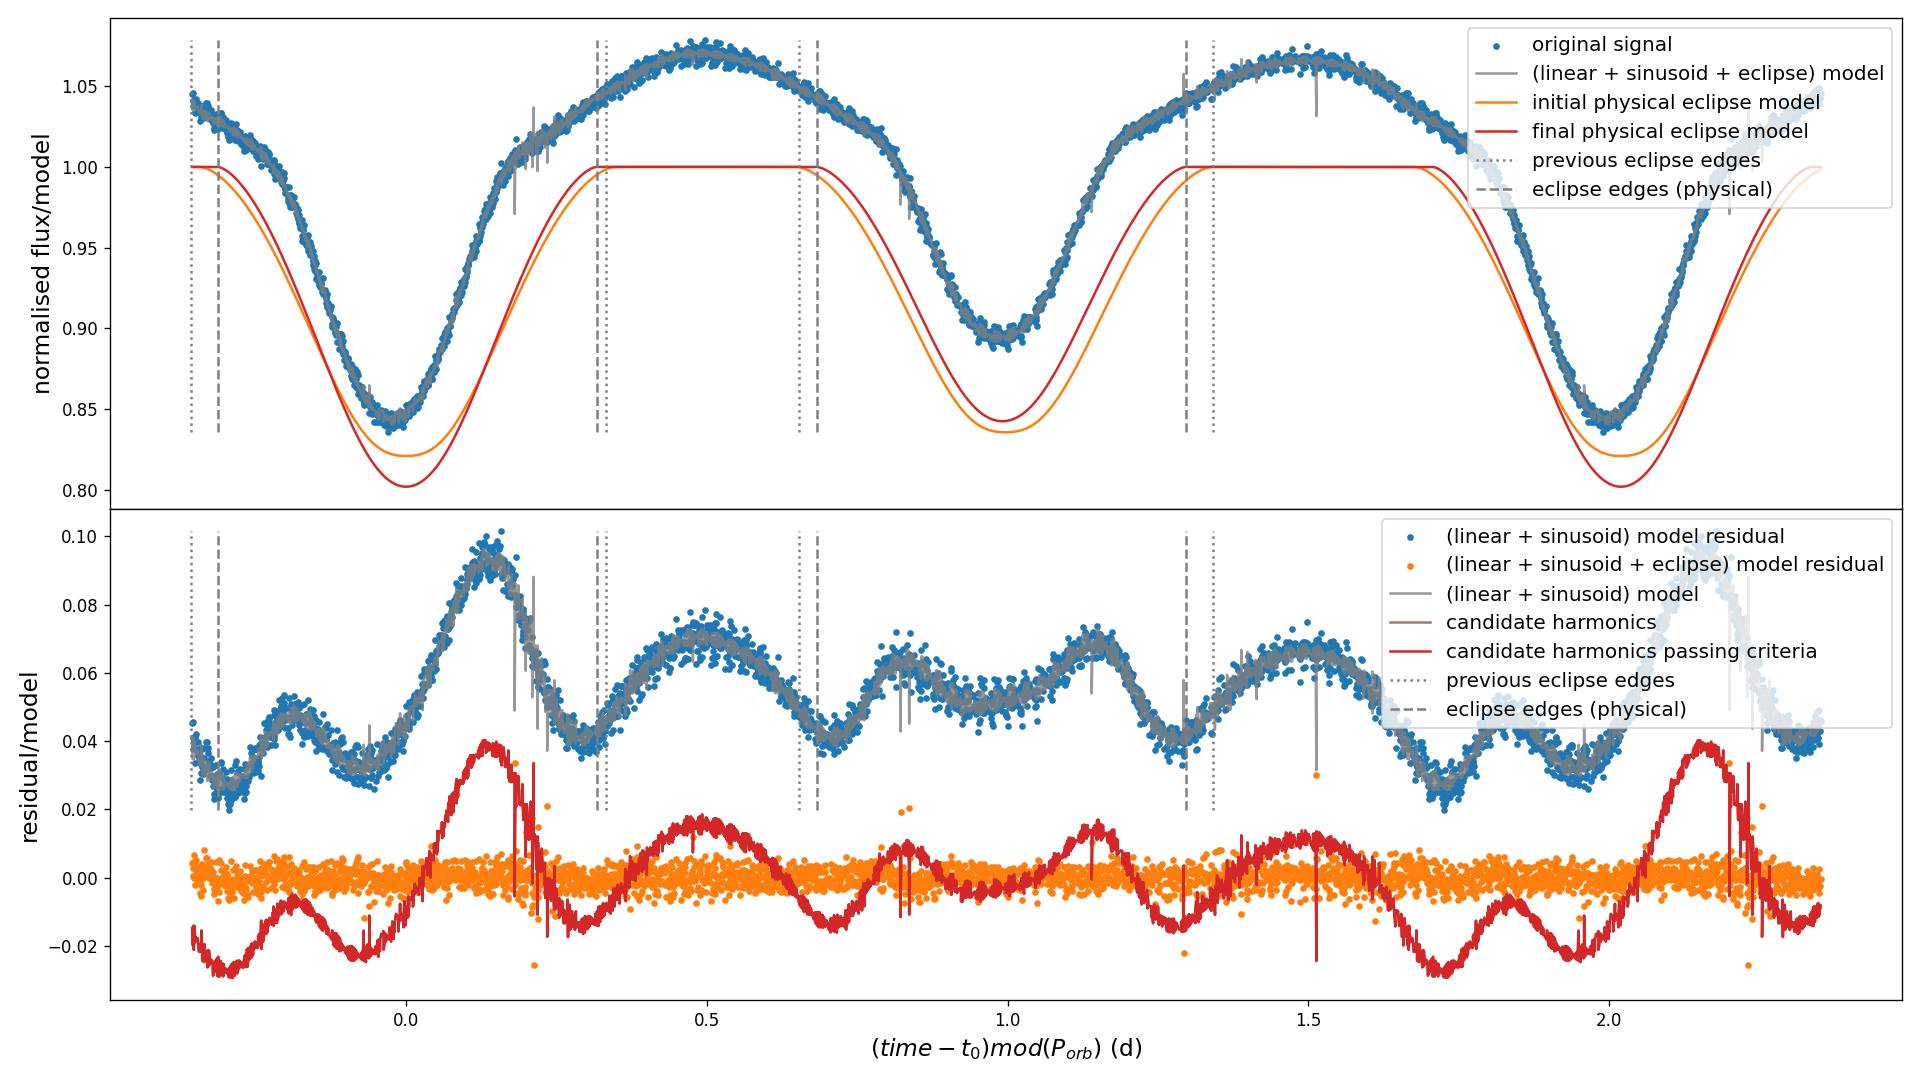 normalised flux/model
1.05
1.00
0.95
0.90
0.85
0.80
original signal
(linear + sinusoid + eclipse) model
initial physical eclipse model
final physical eclipse model
previous eclipse edges
eclipse edges (physical)
residual/model
0.10
0.08
0.06
0.04
0.02
0.00
−0.02
(linear + sinusoid) model residual
(linear + sinusoid + eclipse) model residual
(linear + sinusoid) model
candidate harmonics
candidate harmonics passing criteria
previous eclipse edges
eclipse edges (physical)
0.0 0.5 1.0 1.5 2.0
(time − t₀)mod(P_orb) (d)